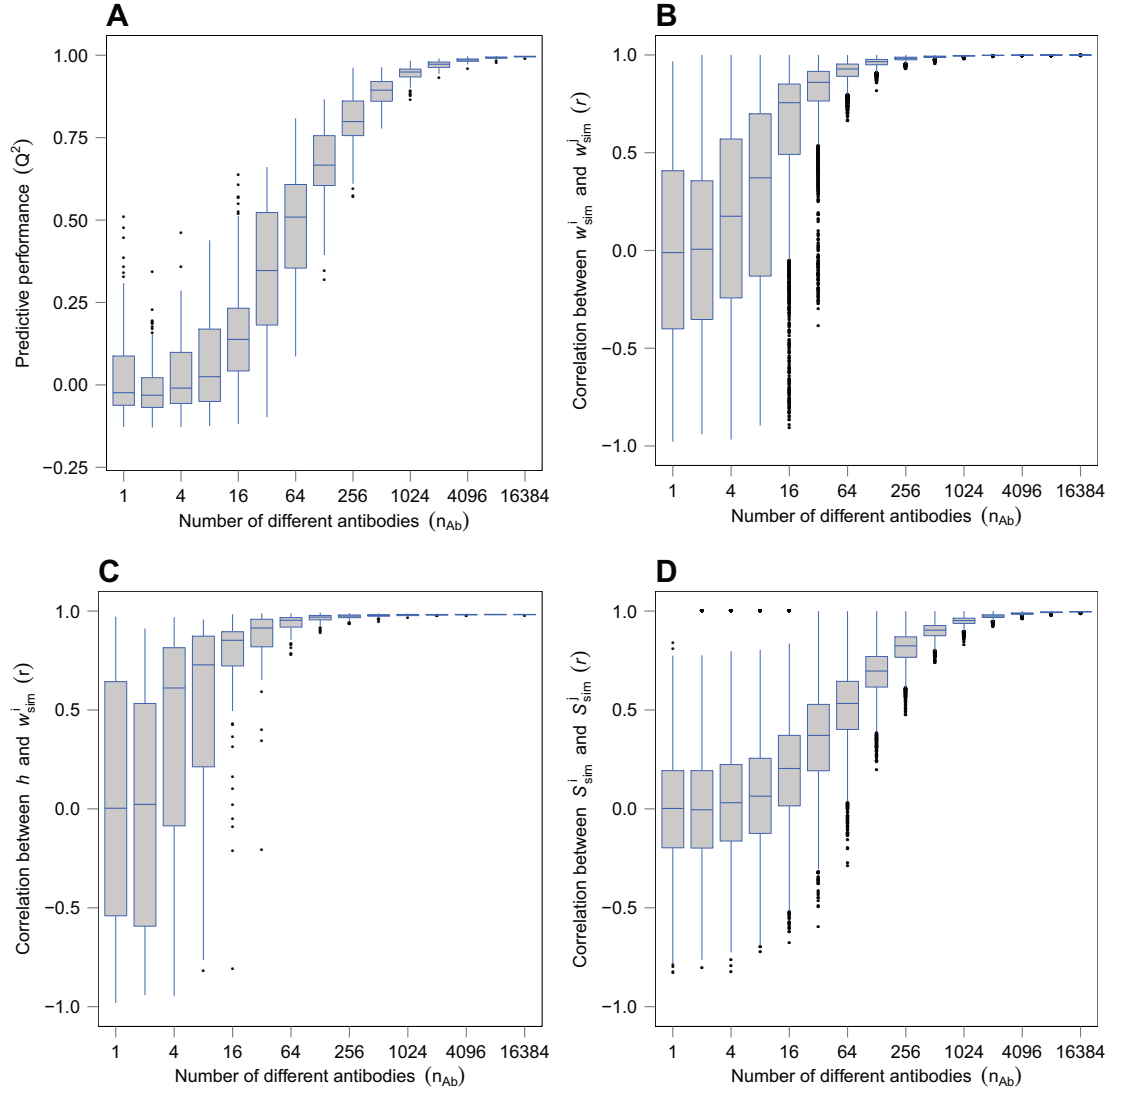 A
Predictive performance (Q²)
1.00
0.75
0.50
0.25
0.00
−0.25
1 4 16 64 256 1024 4096 16384
Number of different antibodies (nAb)
B
Correlation between wⁱsim and wʲsim (r)
1.0
0.5
0.0
−0.5
−1.0
1 4 16 64 256 1024 4096 16384
Number of different antibodies (nAb)
C
Correlation between h and wⁱsim (r)
1.0
0.5
0.0
−0.5
−1.0
1 4 16 64 256 1024 4096 16384
Number of different antibodies (nAb)
D
Correlation between Sⁱsim and Sʲsim (r)
1.0
0.5
0.0
−0.5
−1.0
1 4 16 64 256 1024 4096 16384
Number of different antibodies (nAb)